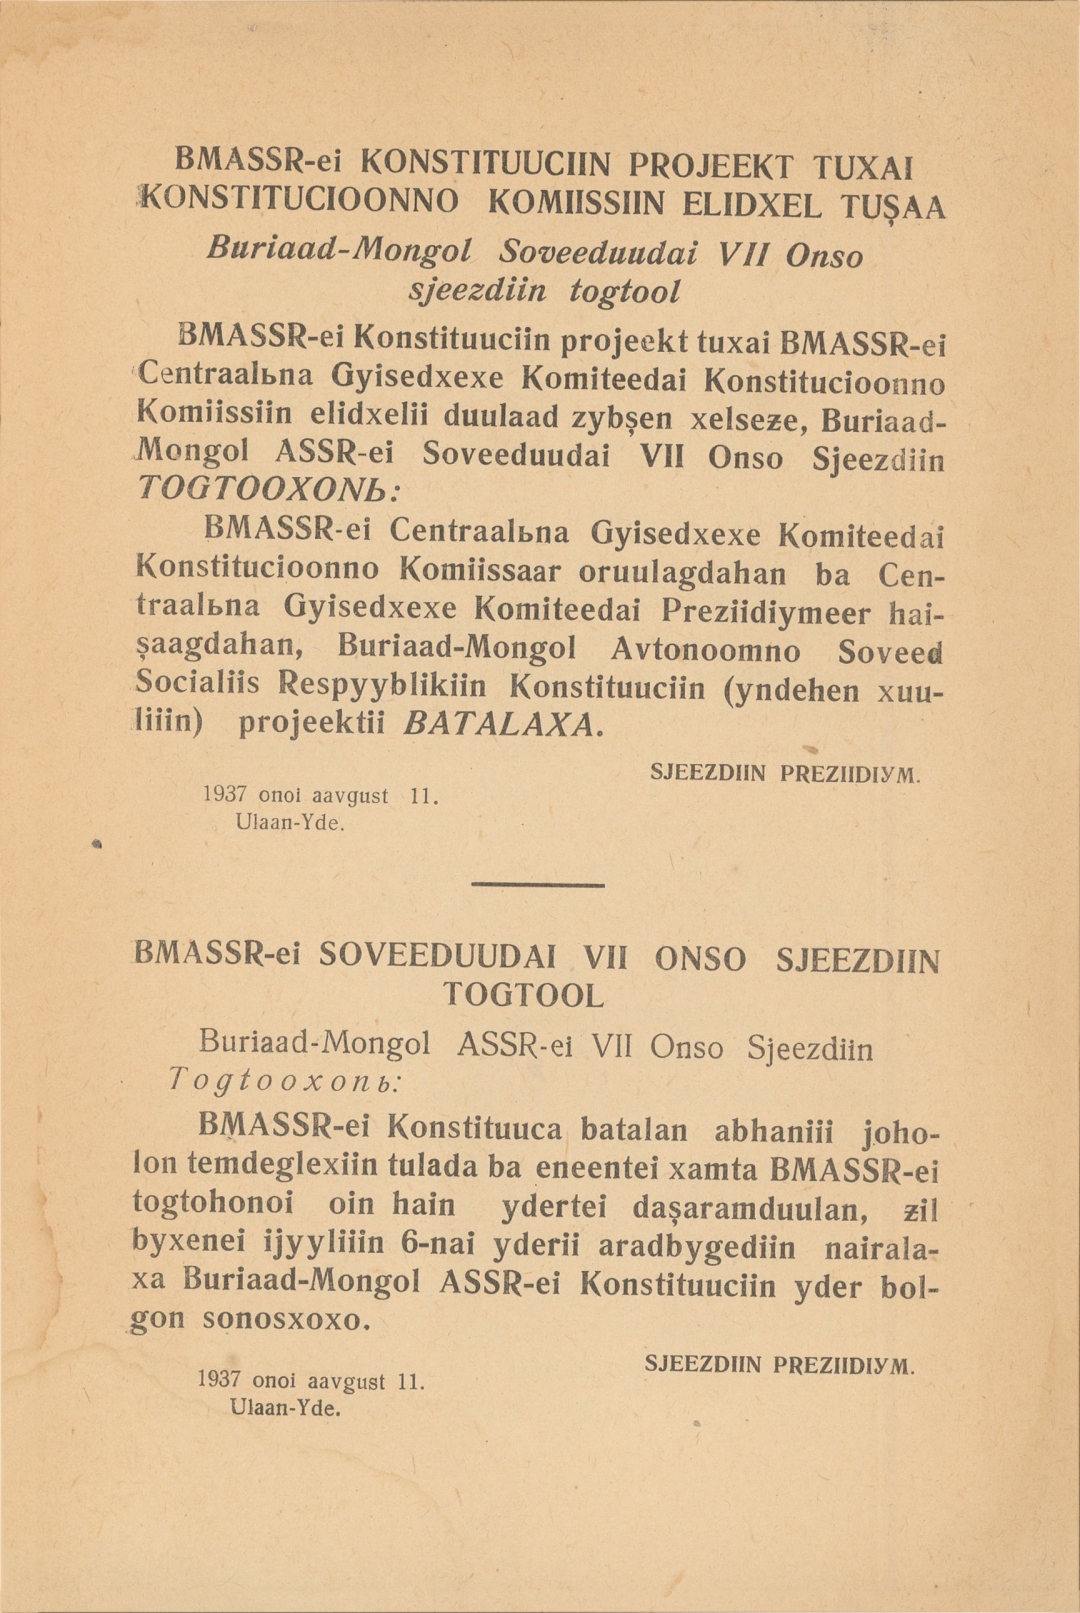 BMASSR-ei KONSTITUUCIIN PROJEEKT TUXAI
KONSTITUCIOONNO KOMIISSIIN ELIDXEL TUŞAA
Buriaad-Mongol Soveeduudai VII Onso
sjeezdiin togtool
BMASSR-ei Konstituuciin projeekt tuxai BMASSR-ei
Centraalьna Gyisedxexe Komiteedai Konstitucioonno
Komiissiin elidxelii duulaad zybşen xelseƶe, Buriaad-
Mongol ASSR-ei Soveeduudai VII Onso Sjeezdiin
TOGTOOXONЬ:
BMASSR-ei Centraalьna Gyisedxexe Komiteedai
Konstitucioonno Komiissaar oruulagdahan ba Cen-
traalьna Gyisedxexe Komiteedai Preziidiymeer hai-
şaagdahan, Buriaad-Mongol Avtonoomno Soveed
Socialiis Respyyblikiin Konstituuciin (yndehen xuu-
liiin) projeektii BATALAXA.
SJEEZDIIN PREZIIDIYM.
1937 onoi aavgust 11.
Ulaan-Yde.
BMASSR-ei SOVEEDUUDAI VII ONSO SJEEZDIIN
TOGTOOL
Buriaad-Mongol ASSR-ei VII Onso Sjeezdiin
Togtooxonь:
BMASSR-ei Konstituuca batalan abhaniii joho-
lon temdeglexiin tulada ba eneentei xamta BMASSR-ei
togtohonoi oin hain ydertei daşaramduulan, ƶil
byxenei ijyyliiin 6-nai yderii aradbygediin nairala-
xa Buriaad-Mongol ASSR-ei Konstituuciin yder bol-
gon sonosxoxo.
SJEEZDIIN PREZIIDIYM.
1937 onoi aavgust 11.
Ulaan-Yde.